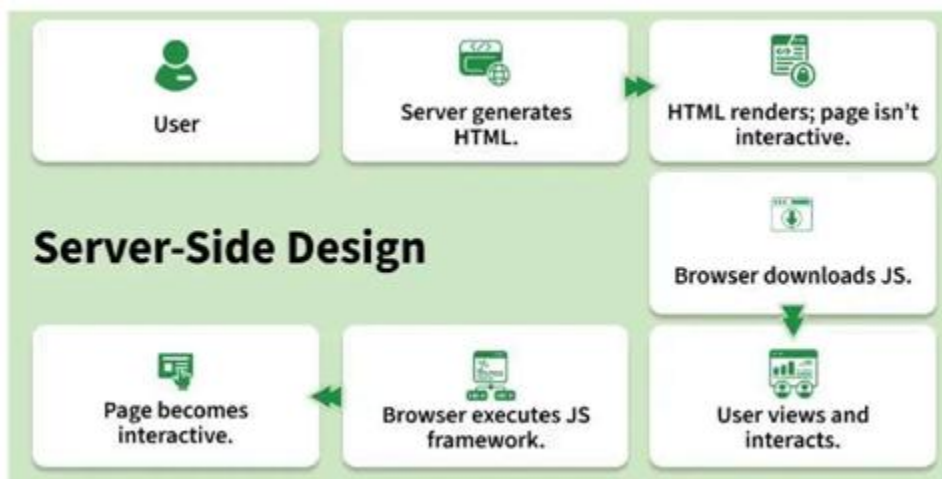 User
Server generates
HTML.
HTML renders; page isn't
interactive.
Server-Side Design
Browser downloads JS.
Page becomes
interactive.
Browser executes JS
framework.
User views and
interacts.